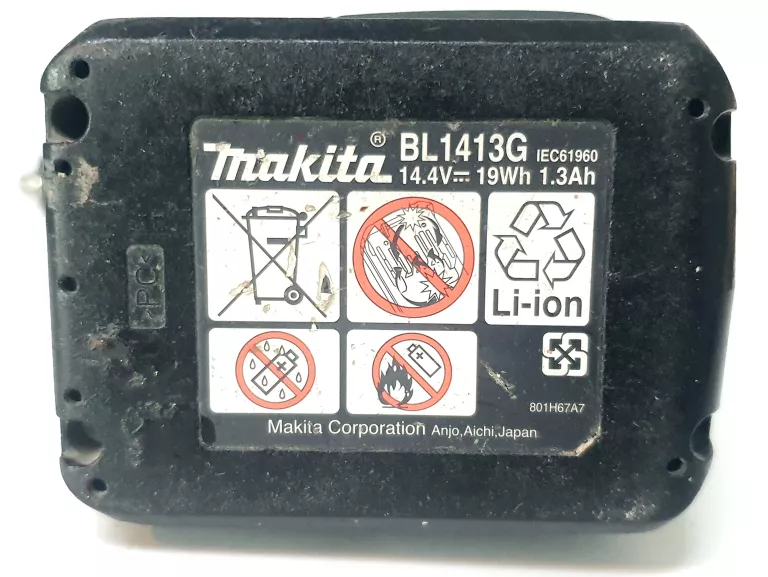 makita® BL1413G IEC61960
14.4V⎓ 19Wh 1.3Ah
Li-ion
>PC<
801H67A7
Makita Corporation Anjo,Aichi,Japan